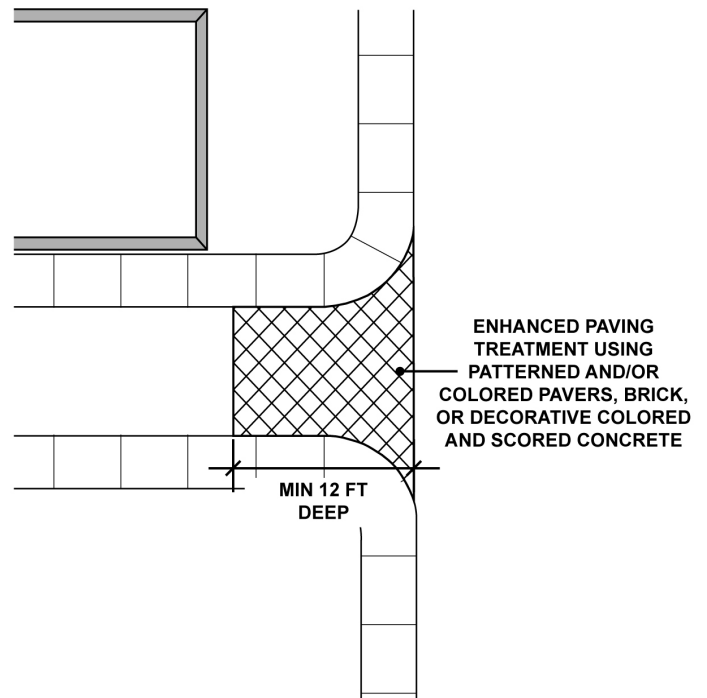 ENHANCED PAVING
TREATMENT USING
PATTERNED AND/OR
COLORED PAVERS, BRICK,
OR DECORATIVE COLORED
AND SCORED CONCRETE
MIN 12 FT
DEEP